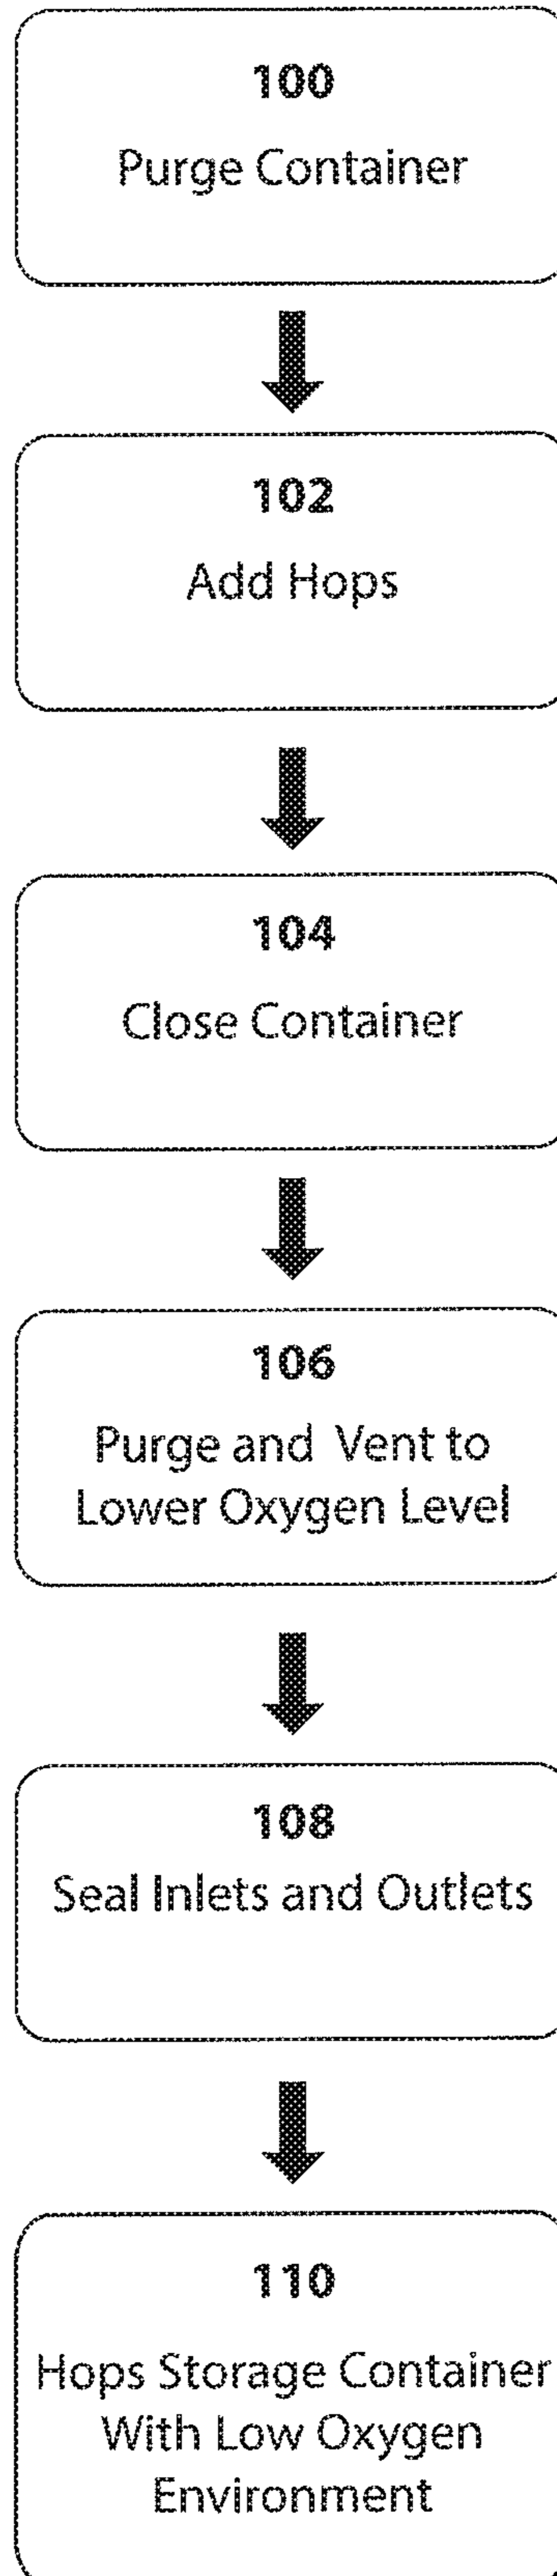 100
Purge Container
102
Add Hops
104
Close Container
106
Purge and Vent to
Lower Oxygen Level
108
Seal Inlets and Outlets
110
Hops Storage Container
With Low Oxygen
Environment